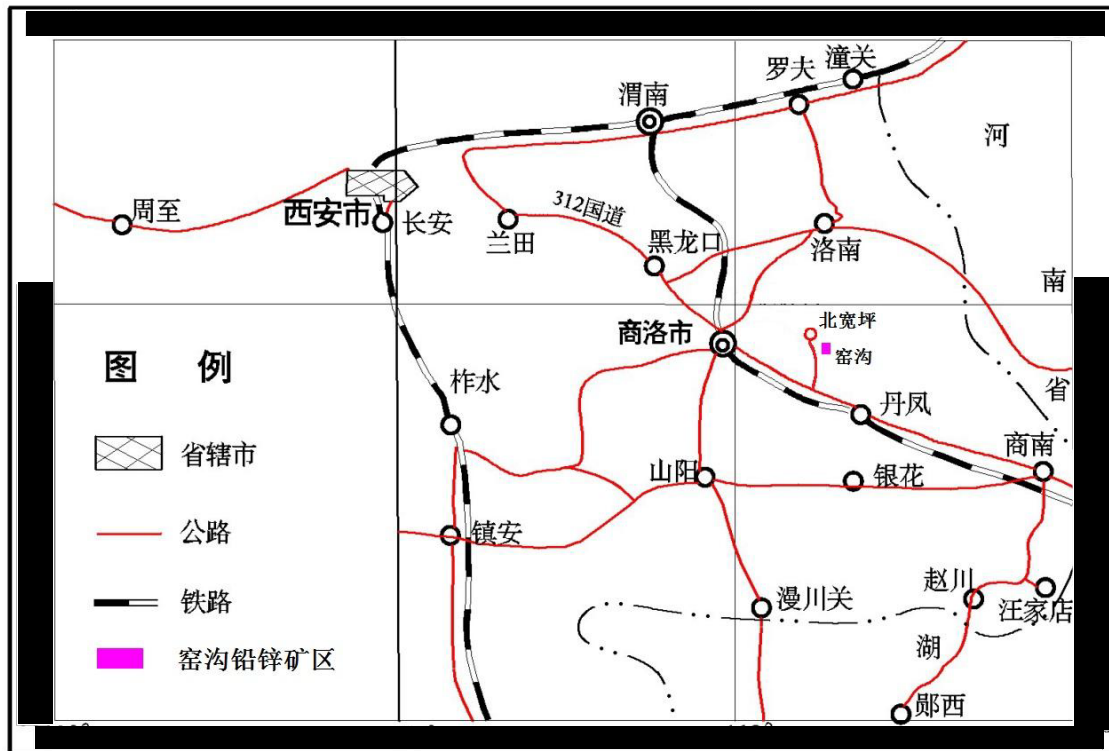 潼关
罗夫
渭南
河
周至
西安市
长安
兰田
312国道
黑龙口
洛南
南
北宽坪
商洛市
窑沟
图 例
省
柞水
丹凤
省辖市
商南
山阳
银花
公路
镇安
铁路
赵川
漫川关
汪家店
湖
窑沟铅锌矿区
郧西